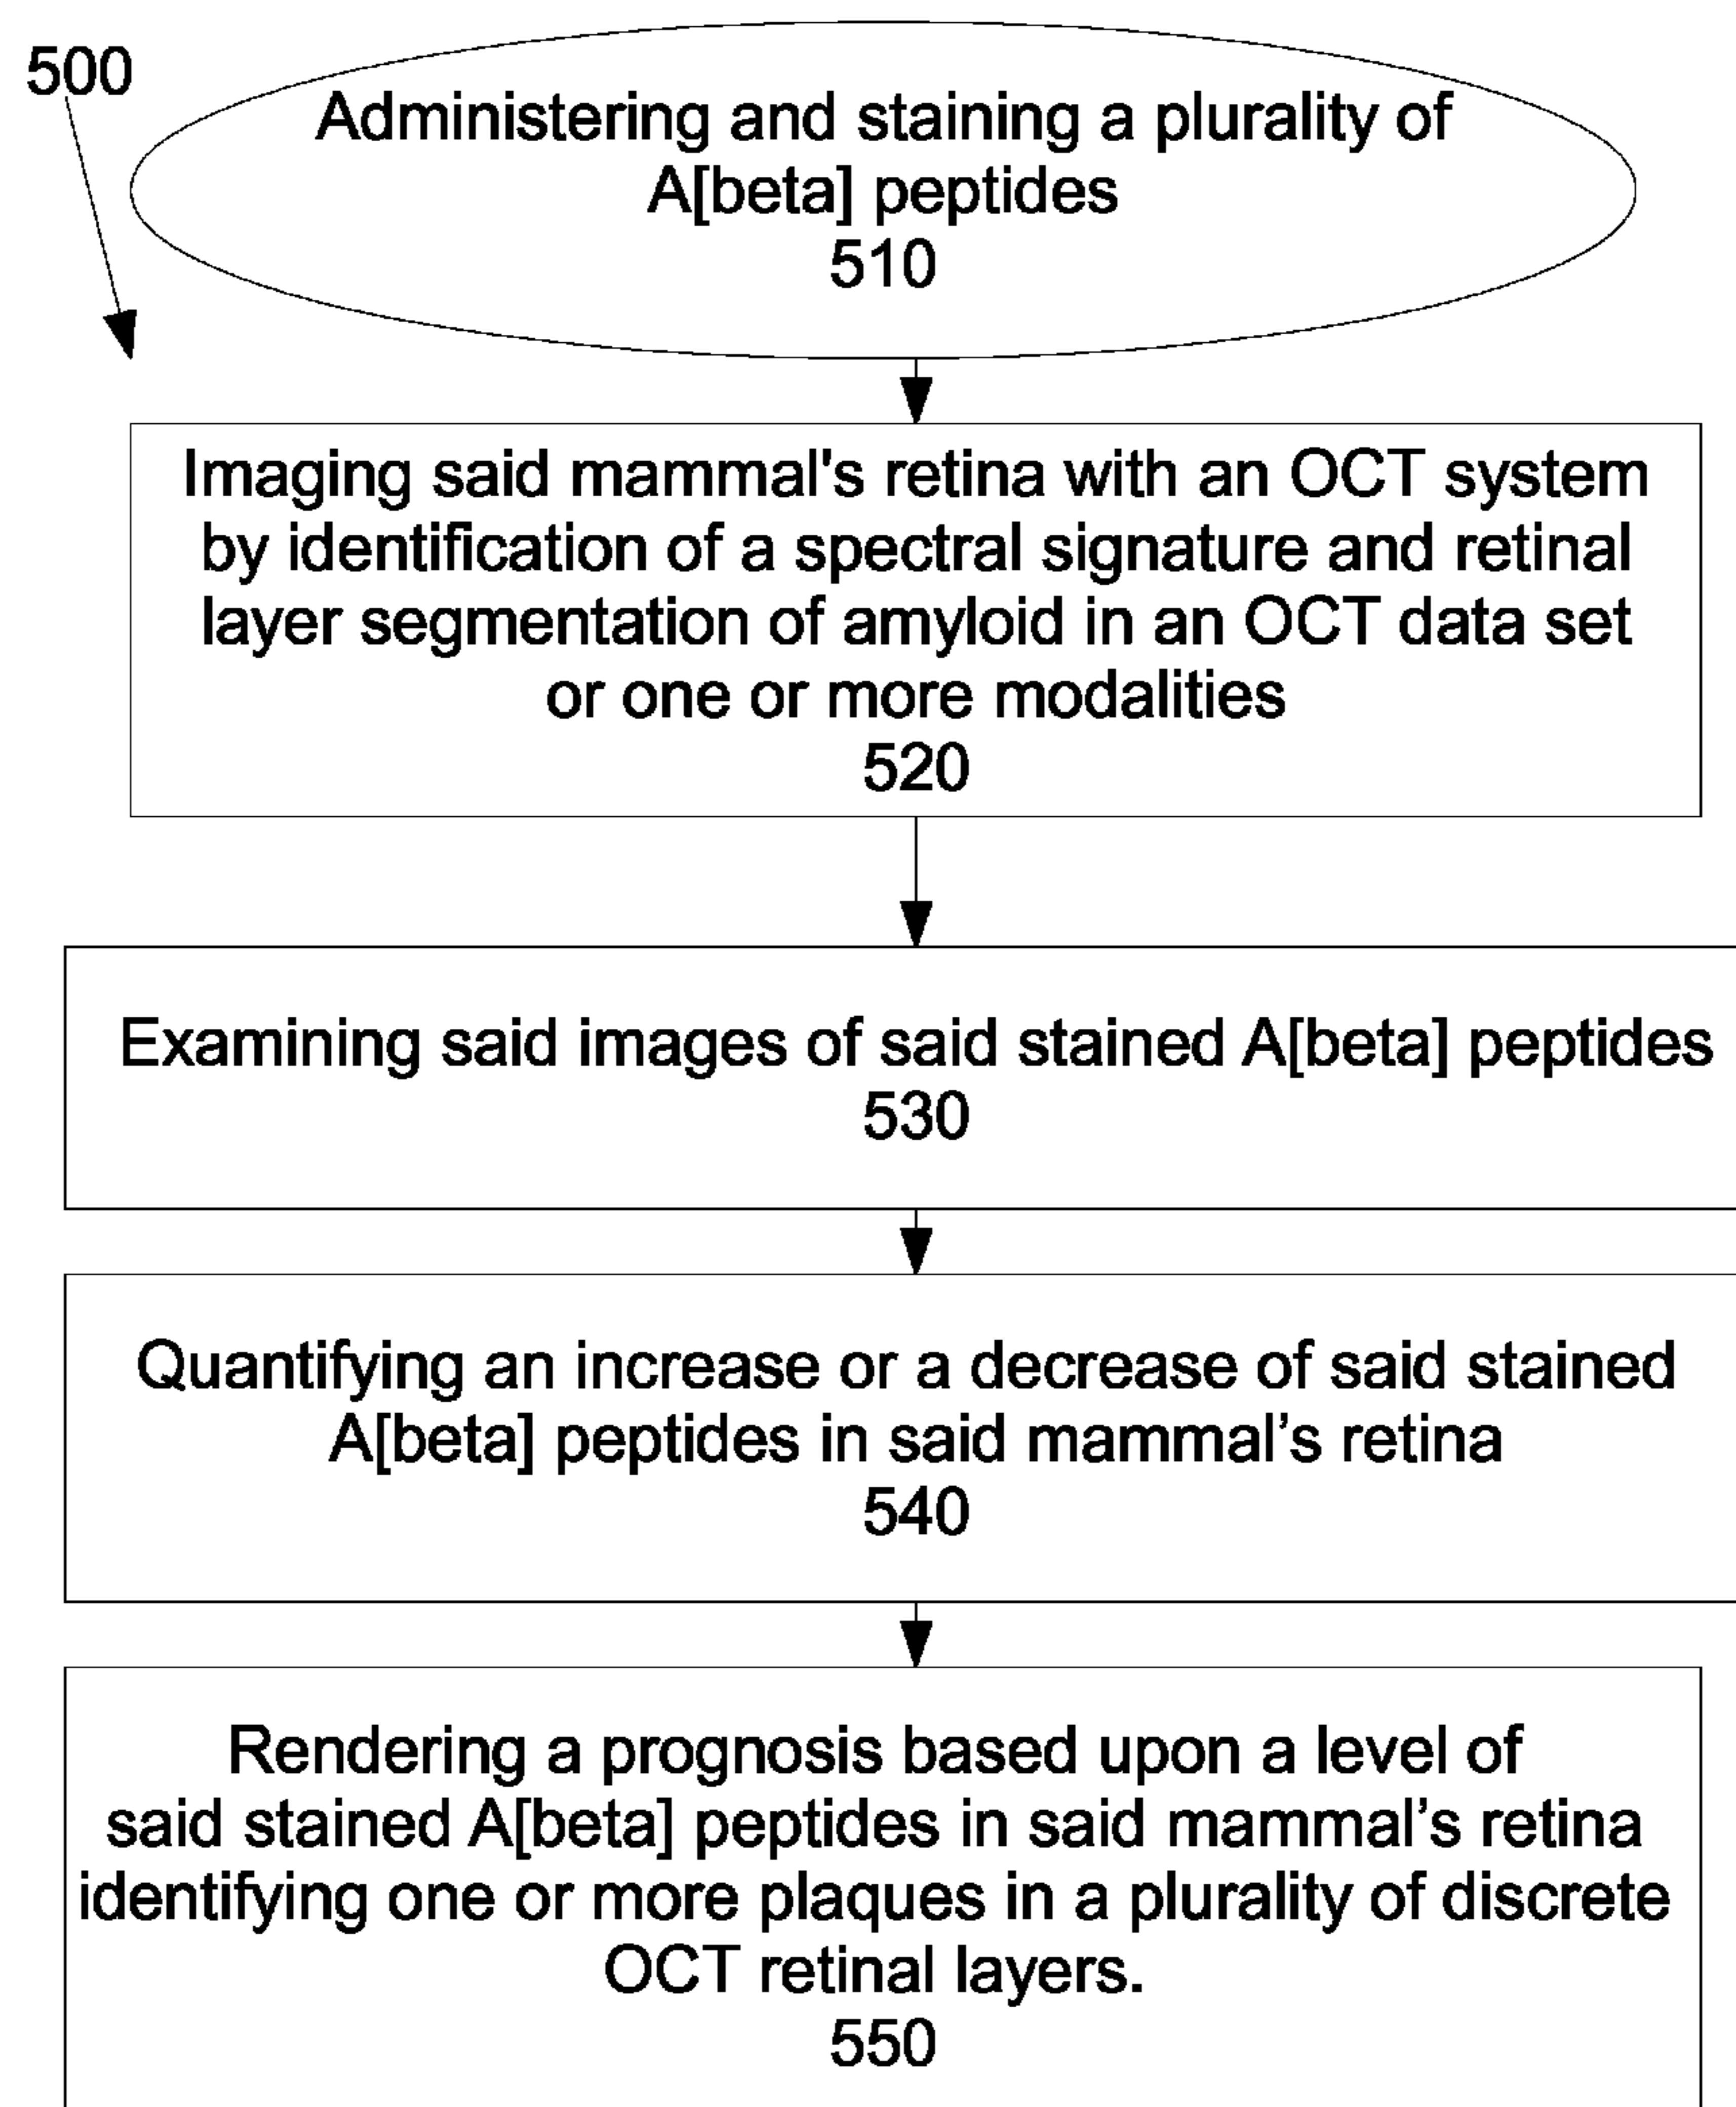 500
Administering and staining a plurality of
A[beta] peptides
510
Imaging said mammal's retina with an OCT system
by identification of a spectral signature and retinal
layer segmentation of amyloid in an OCT data set
or one or more modalities
520
Examining said images of said stained A[beta] peptides
530
Quantifying an increase or a decrease of said stained
A[beta] peptides in said mammal’s retina
540
Rendering a prognosis based upon a level of
said stained A[beta] peptides in said mammal’s retina
identifying one or more plaques in a plurality of discrete
OCT retinal layers.
550